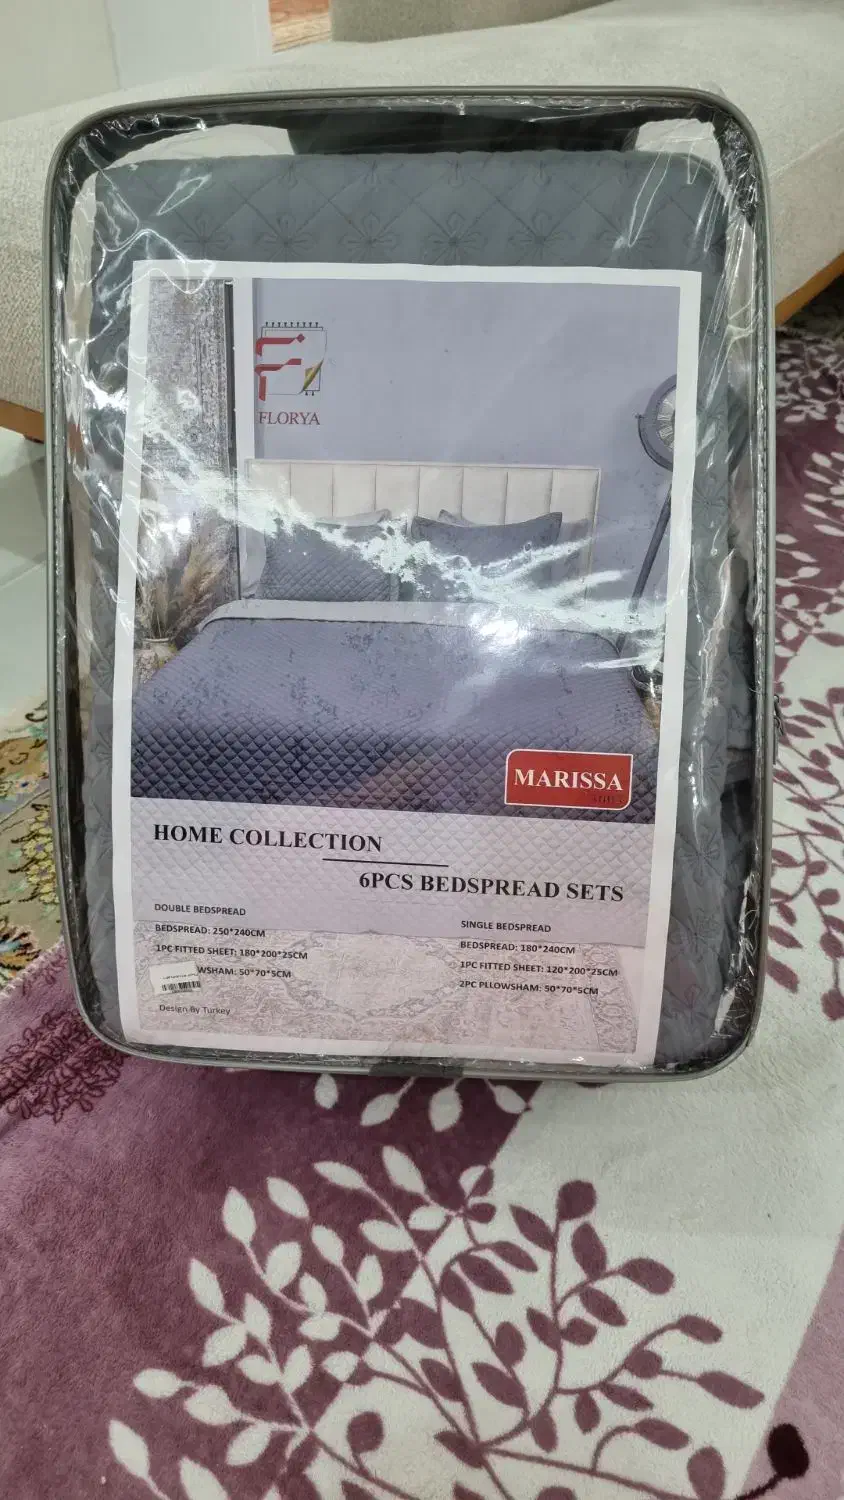 FLORYA
MARISSA
HOME COLLECTION
6PCS BEDSPREAD SETS
DOUBLE BEDSPREAD
BEDSPREAD: 250*240CM
1PC FITTED SHEET: 180*200*25CM
WSHAM: 50*70*5CM
Design By Turkey
SINGLE BEDSPREAD
BEDSPREAD: 180*240CM
1PC FITTED SHEET: 120*200*25CM
2PC PLLOWSHAM: 50*70*5CM